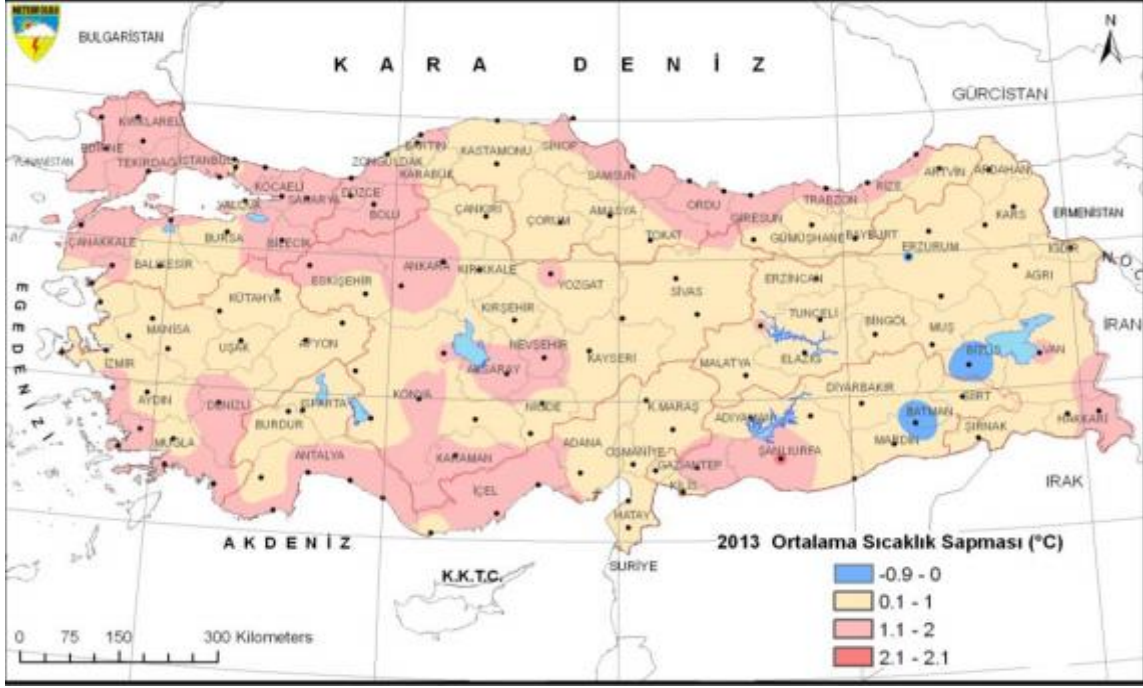 METEOROLOJİ
BULGARİSTAN
N
K A R A D E N İ Z
GÜRCİSTAN
KIRKLARELİ
EDİRNE
TEKİRDAĞ
İSTANBUL
YUNANİSTAN
KOCAELİ
YALOVA
SAKARYA
DÜZCE
ZONGULDAK
BARTIN
KARABÜK
KASTAMONU
SİNOP
BOLU
ÇANKIRI
ÇORUM
AMASYA
SAMSUN
ORDU
TOKAT
GİRESUN
TRABZON
RİZE
ARTVİN
ARDAHAN
KARS
ERMENİSTAN
GÜMÜŞHANE
BAYBURT
ERZURUM
IĞDIR
ÇANAKKALE
BALIKESİR
BURSA
BİLECİK
ESKİŞEHİR
ANKARA
KIRIKKALE
YOZGAT
SİVAS
ERZİNCAN
AĞRI
KÜTAHYA
KIRŞEHİR
TUNCELİ
BİNGÖL
MUŞ
İRAN
EGE DENİZİ
MANİSA
UŞAK
AFYON
NEVŞEHİR
KAYSERİ
MALATYA
ELAZIĞ
BİTLİS
VAN
İZMİR
AKSARAY
AYDIN
DENİZLİ
ISPARTA
KONYA
NİĞDE
K.MARAŞ
DİYARBAKIR
SİİRT
BURDUR
ADIYAMAN
BATMAN
HAKKARİ
MUĞLA
ANTALYA
KARAMAN
ADANA
OSMANİYE
GAZİANTEP
ŞANLIURFA
MARDİN
ŞIRNAK
İÇEL
KİLİS
HATAY
IRAK
A K D E N İ Z
SURİYE
K.K.T.C.
2013 Ortalama Sıcaklık Sapması (°C)
-0.9 - 0
0.1 - 1
1.1 - 2
2.1 - 2.1
0 75 150 300 Kilometers